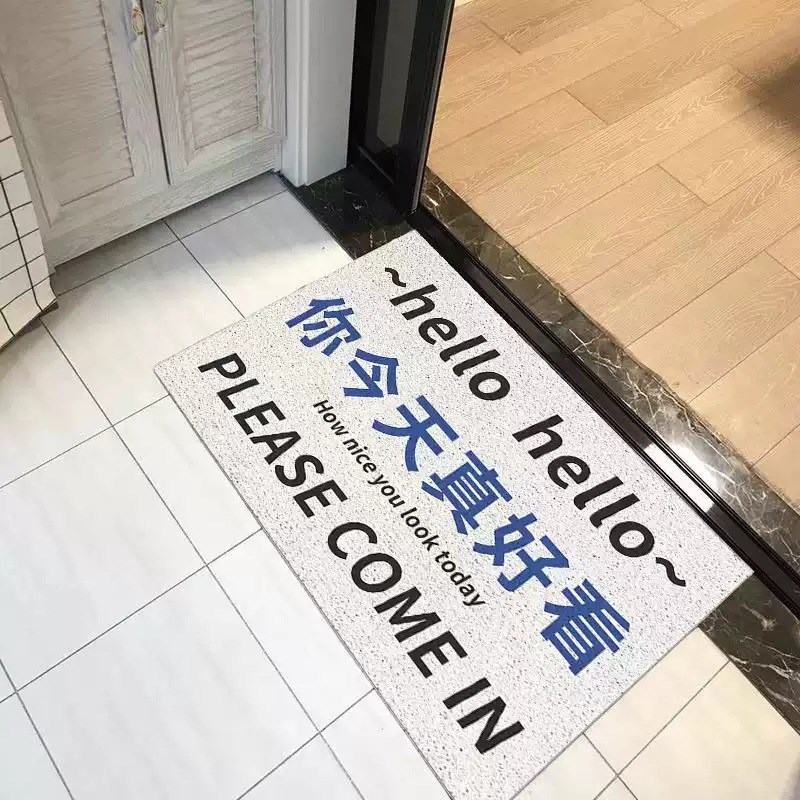 ~hello hello~
你今天真好看
How nice you look today
PLEASE COME IN